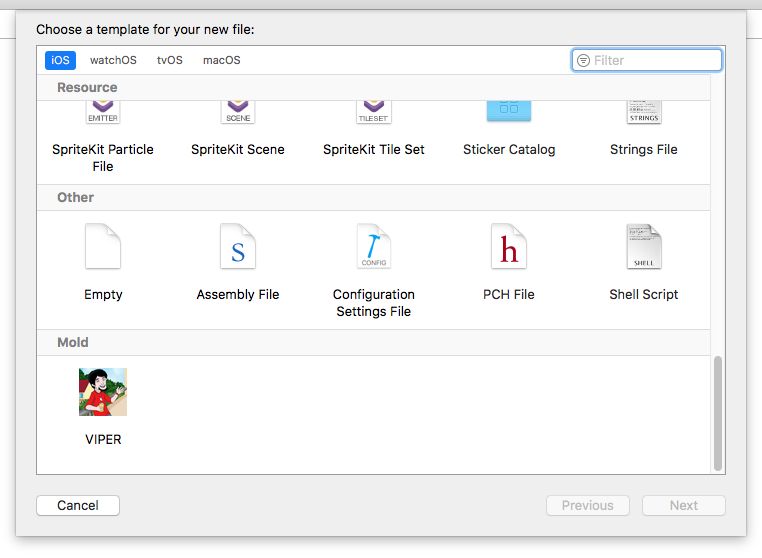 Choose a template for your new file:
iOS watchOS tvOS macOS Filter
Resource
EMITTER SCENE TILESET STRINGS
SpriteKit Particle File SpriteKit Scene SpriteKit Tile Set Sticker Catalog Strings File
Other
S CONFIG h SHELL
Empty Assembly File Configuration Settings File PCH File Shell Script
Mold
VIPER
Cancel Previous Next